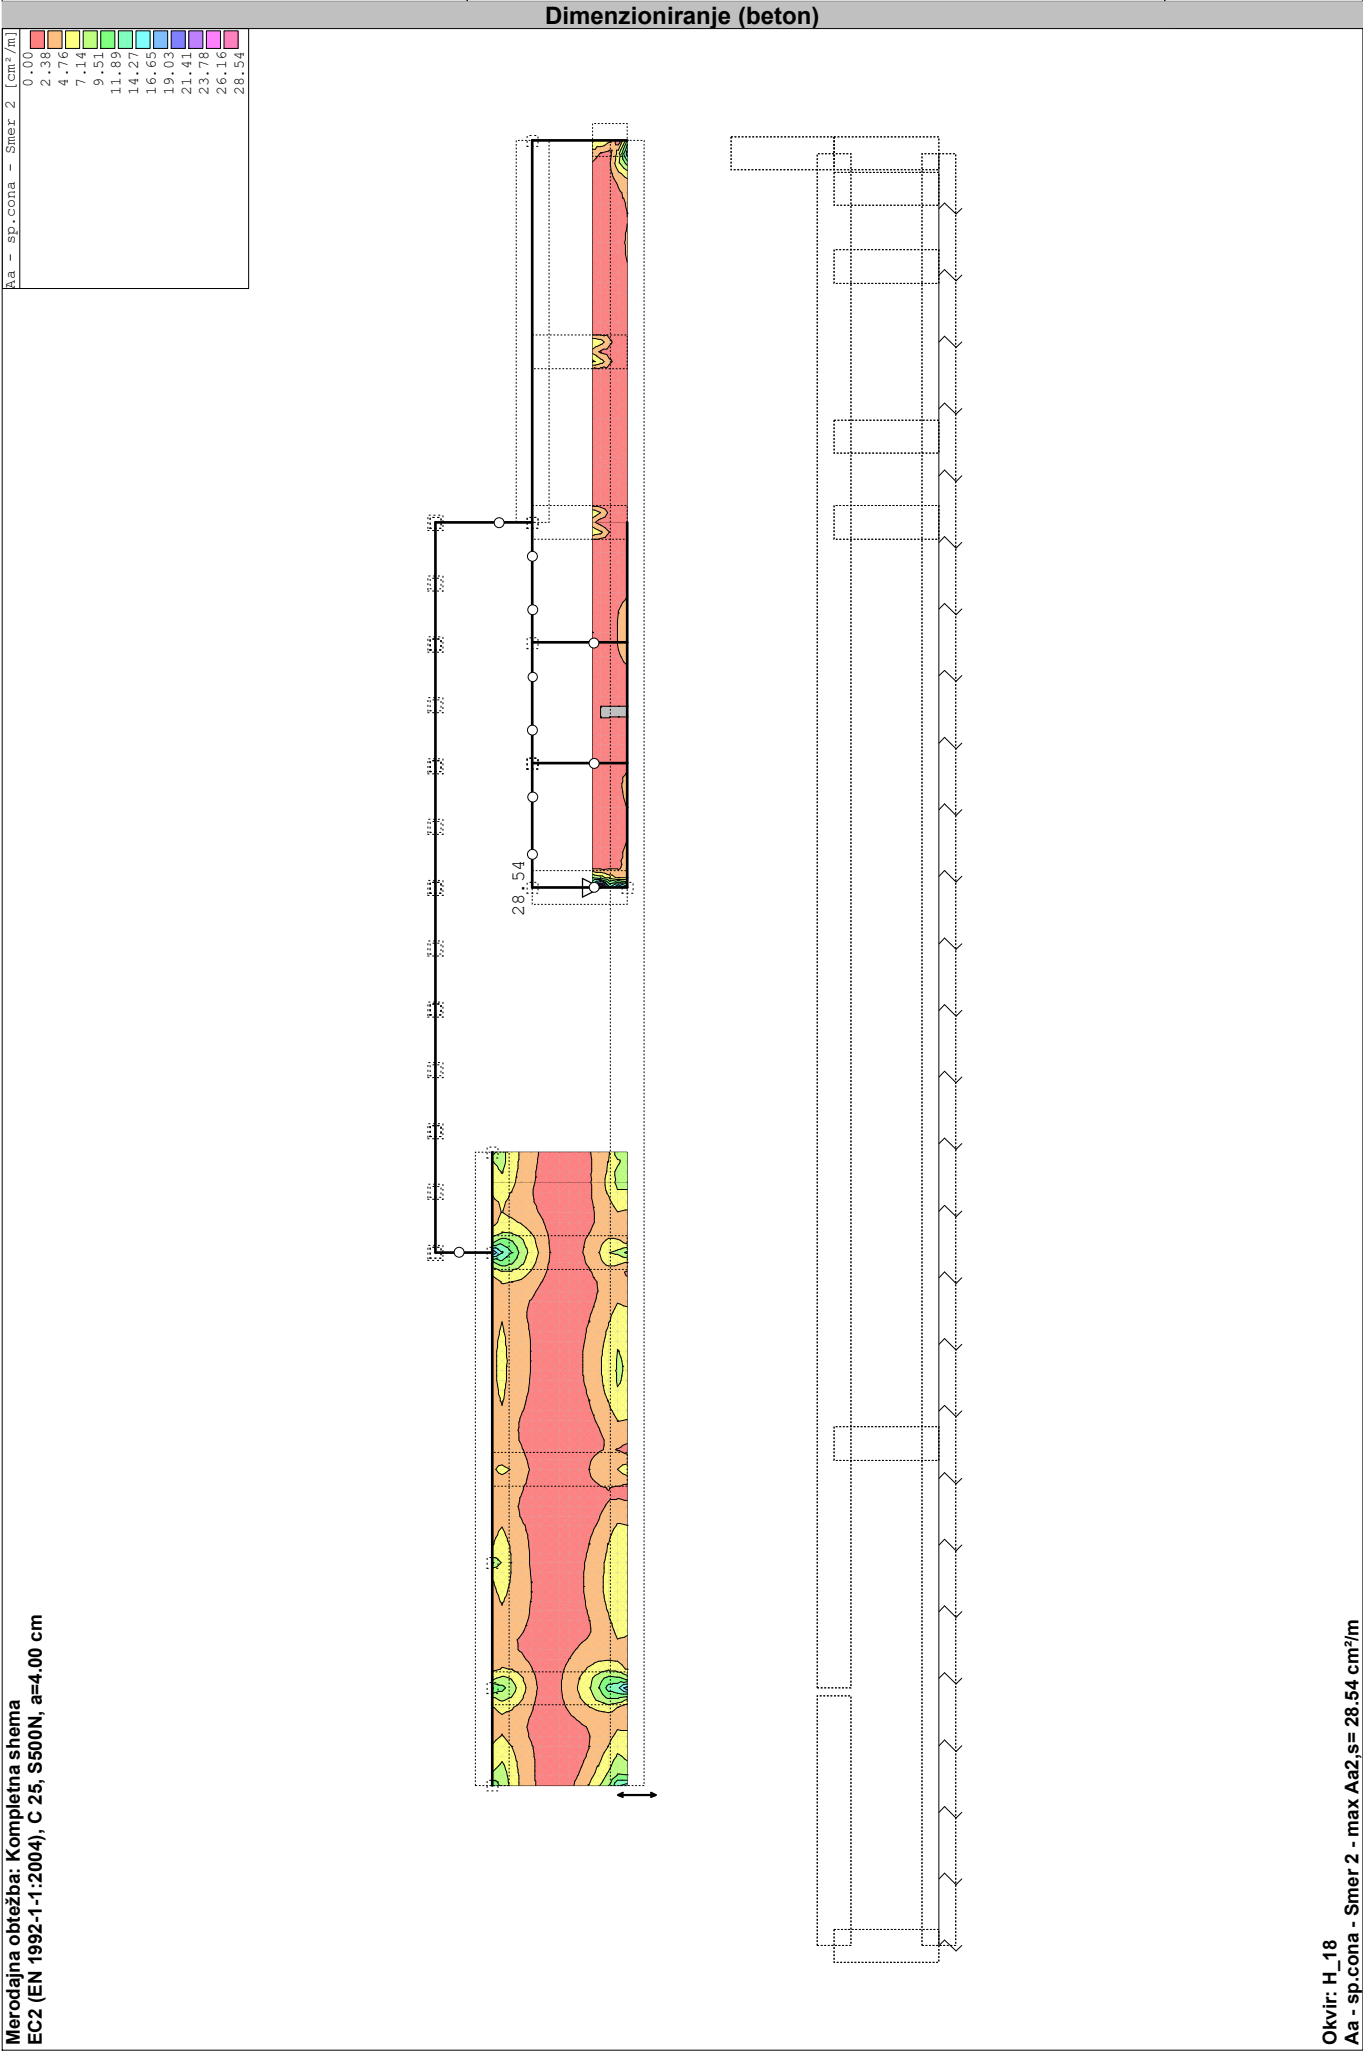 Dimenzioniranje (beton)
Aa - sp.cona - Smer 2 [cm²/m]
0.00
2.38
4.76
7.14
9.51
11.89
14.27
16.65
19.03
21.41
23.78
26.16
28.54
28.54
Merodajna obtežba: Kompletna shema
EC2 (EN 1992-1-1:2004), C 25, S500N, a=4.00 cm
Okvir: H_18
Aa - sp.cona - Smer 2 - max Aa2,s= 28.54 cm²/m